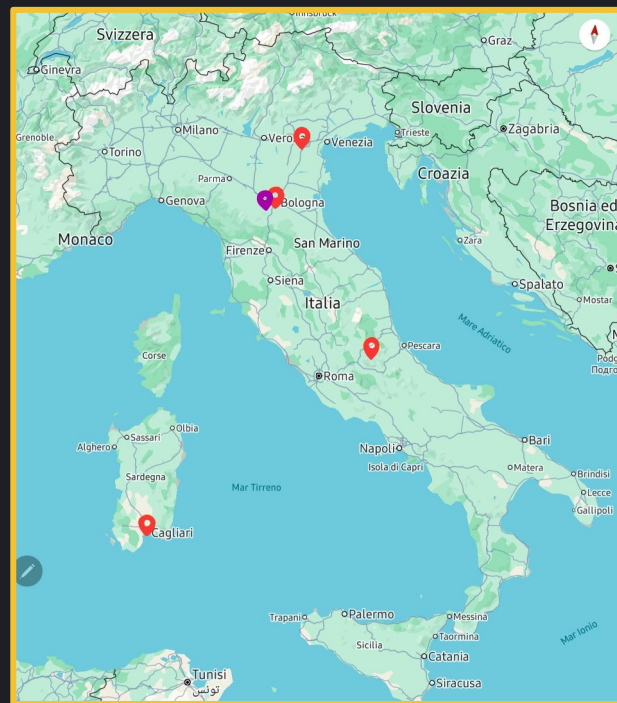 Innsbruck
Svizzera
Graz
Ginevra
Slovenia
Grenoble
Milano
Venezia
Trieste
Zagabria
Torino
Croazia
Parma
Genova
Bologna
Bosnia ed
Erzegovina
Monaco
San Marino
Firenze
Zara
Siena
Spalato
Italia
Mostar
Mare Adriatico
Corse
Pescara
Roma
Olbia
Sassari
Alghero
Napoli
Bari
Isola di Capri
Matera
Brindisi
Sardegna
Mar Tirreno
Lecce
Gallipoli
Cagliari
Trapani
Palermo
Messina
Taormina
Mar Ionio
Sicilia
Catania
Tunisi
تونس
Siracusa